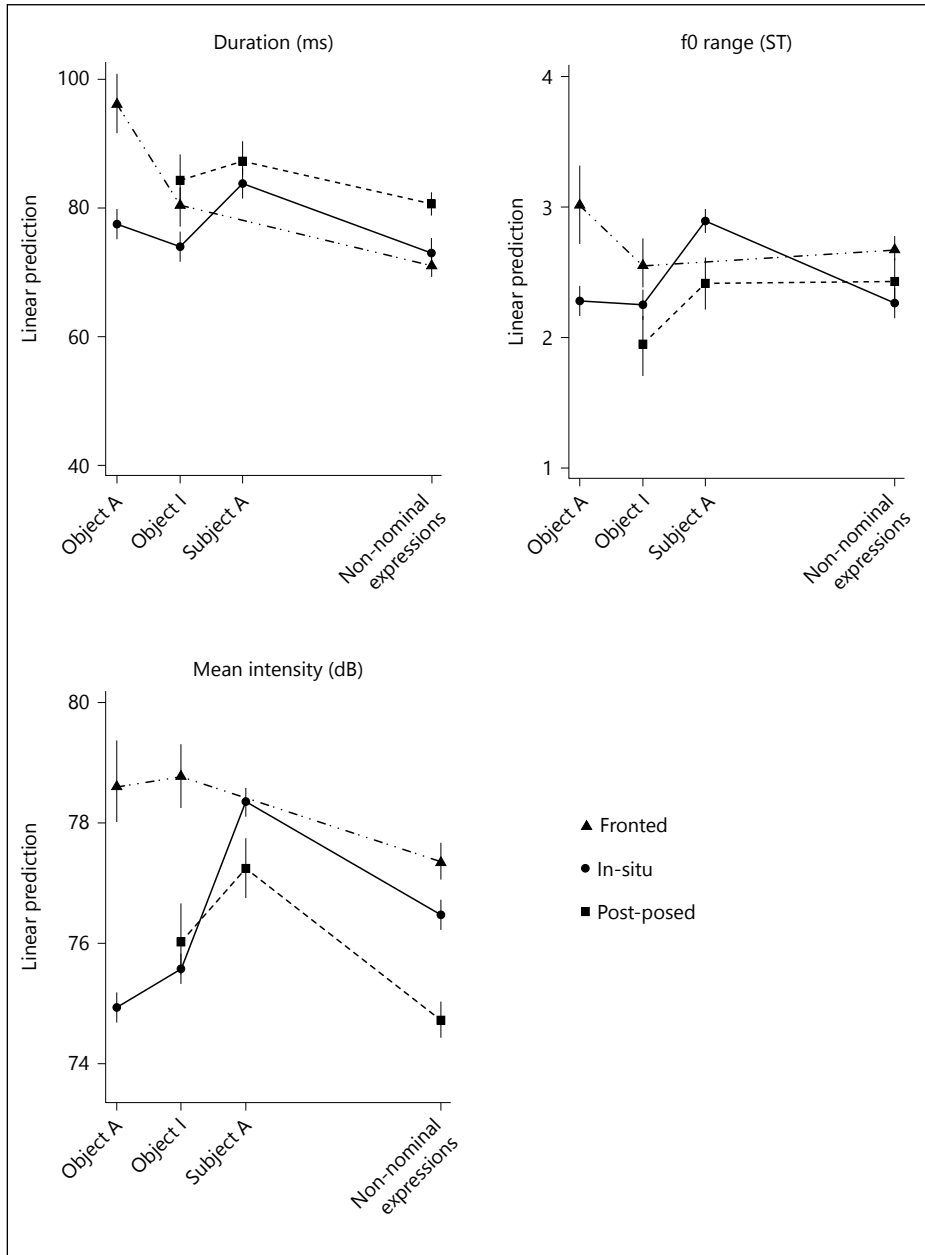 Duration (ms)
Linear prediction
100
80
60
40
Object A
Object I
Subject A
Non-nominal
expressions
f0 range (ST)
Linear prediction
4
3
2
1
Object A
Object I
Subject A
Non-nominal
expressions
Mean intensity (dB)
Linear prediction
80
78
76
74
Object A
Object I
Subject A
Non-nominal
expressions
Fronted
In-situ
Post-posed